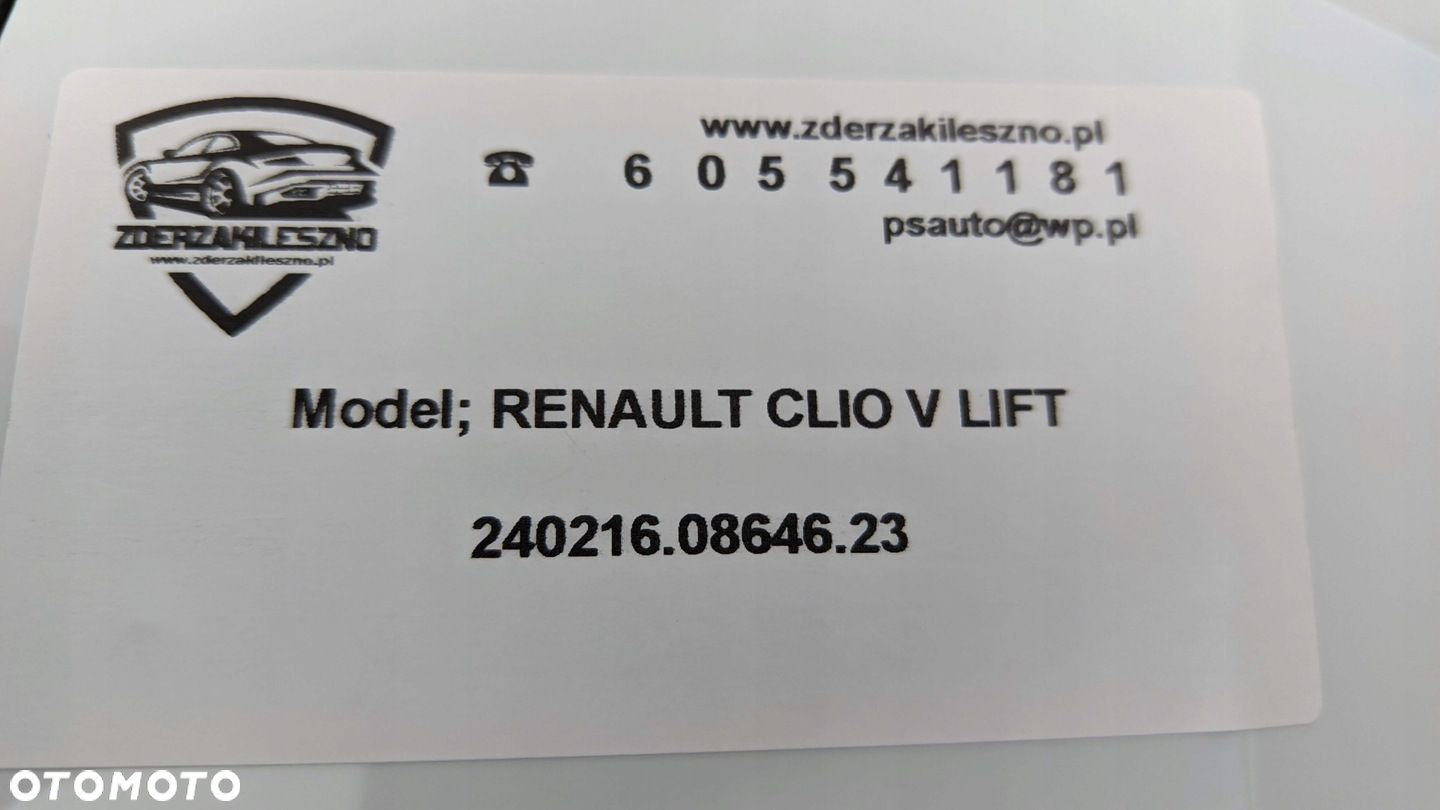 www.zderzakileszno.pl
☎ 6 0 5 5 4 1 1 8 1
psauto@wp.pl
ZDERZAKILESZNO
www.zderzakileszno.pl
Model; RENAULT CLIO V LIFT
240216.08646.23
OTOMOTO